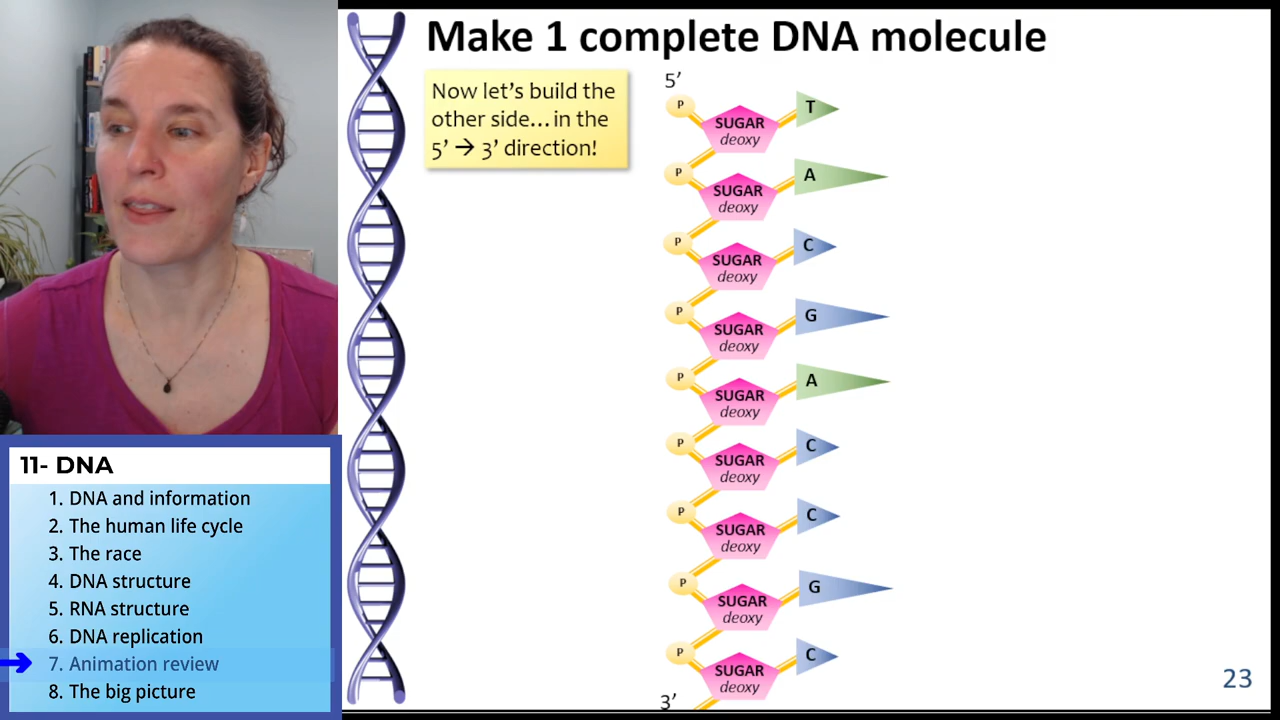 Make 1 complete DNA molecule
Now let's build the
other side...in the
5' → 3' direction!
5'
P
SUGAR
deoxy
T
P
SUGAR
deoxy
A
P
SUGAR
deoxy
C
P
SUGAR
deoxy
G
P
SUGAR
deoxy
A
P
SUGAR
deoxy
C
P
SUGAR
deoxy
C
P
SUGAR
deoxy
G
P
SUGAR
deoxy
C
3'
23
11- DNA
1. DNA and information
2. The human life cycle
3. The race
4. DNA structure
5. RNA structure
6. DNA replication
7. Animation review
8. The big picture